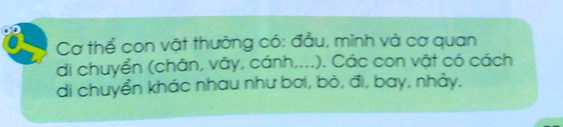 Cơ thể con vật thường có: đầu, mình và cơ quan
di chuyển (chân, vây, cánh,...). Các con vật có cách
di chuyển khác nhau như bơi, bò, đi, bay, nhảy.